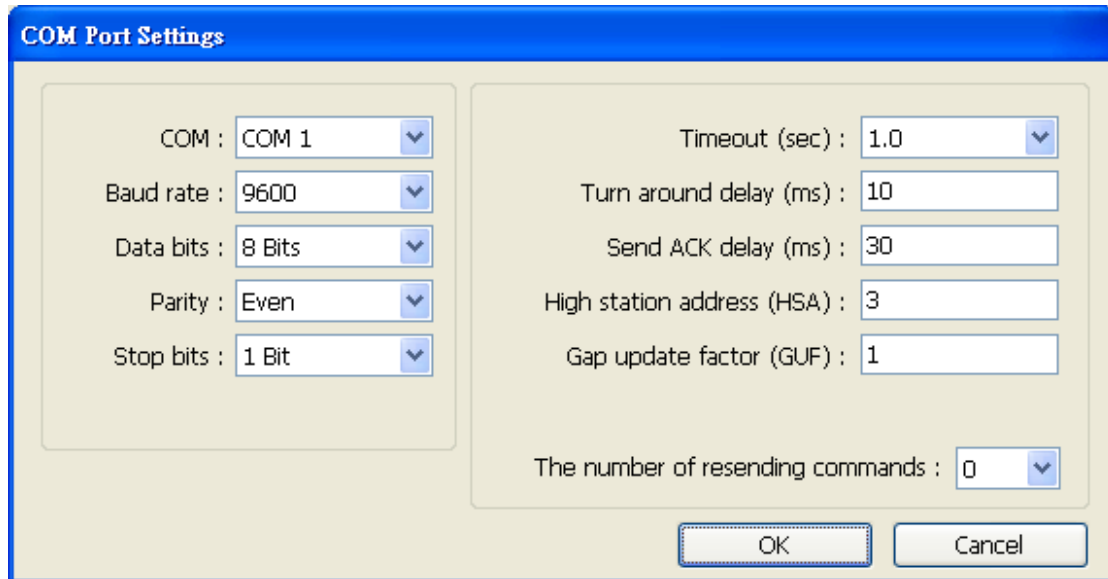 COM Port Settings
COM : COM 1
Baud rate : 9600
Data bits : 8 Bits
Parity : Even
Stop bits : 1 Bit
Timeout (sec) : 1.0
Turn around delay (ms) : 10
Send ACK delay (ms) : 30
High station address (HSA) : 3
Gap update factor (GUF) : 1
The number of resending commands : 0
OK
Cancel